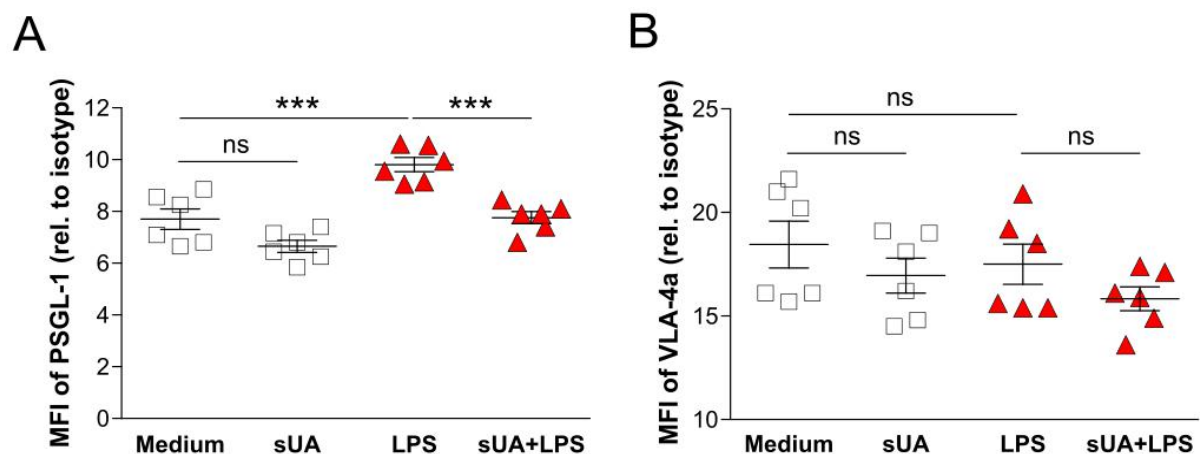 A
MFI of PSGL-1 (rel. to isotype)
12
10
8
6
4
2
0
***
***
ns
Medium
sUA
LPS
sUA+LPS
B
MFI of VLA-4a (rel. to isotype)
25
20
15
10
ns
ns
ns
Medium
sUA
LPS
sUA+LPS